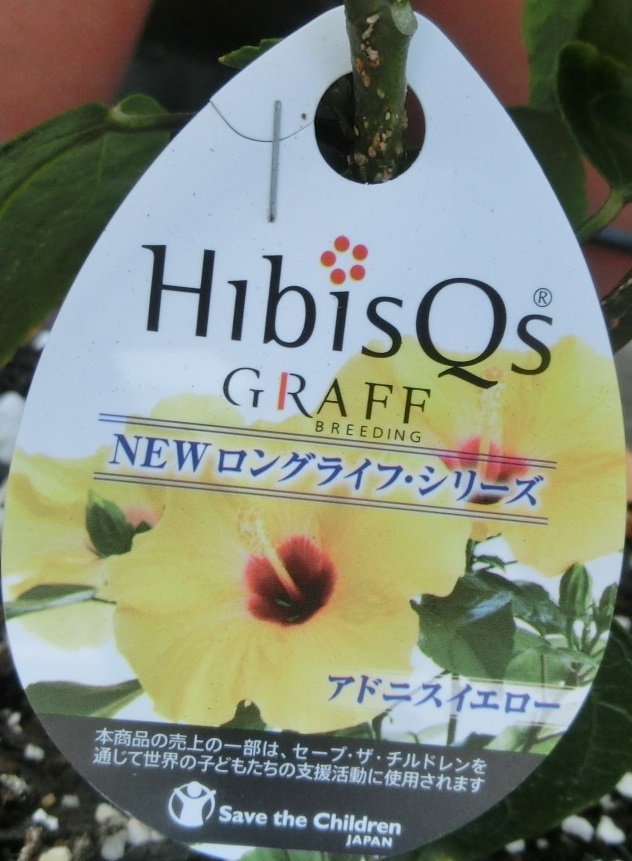 HibisQs®
GRAFF
BREEDING
NEWロングライフ・シリーズ
アドニスイエロー
本商品の売上の一部は、セーブ・ザ・チルドレンを
通じて世界の子どもたちの支援活動に使用されます
Save the Children
JAPAN